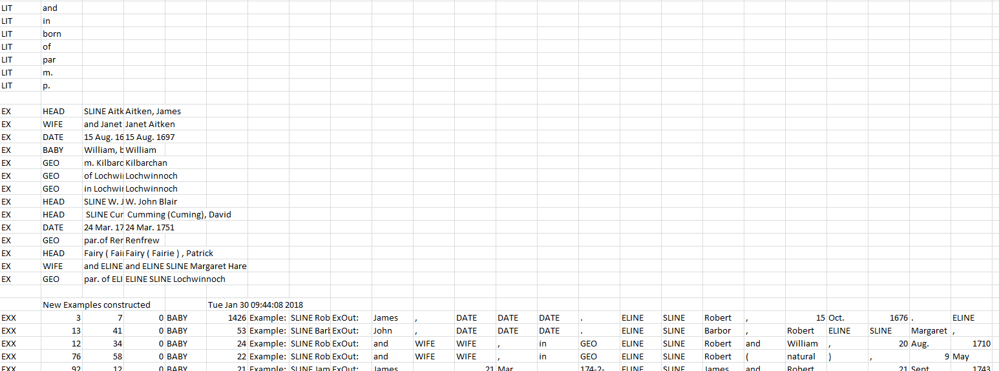 LIT and
LIT in
LIT born
LIT of
LIT par
LIT m.
LIT p.
EX HEAD SLINE Aitk Aitken, James
EX WIFE and Janet Janet Aitken
EX DATE 15 Aug. 16 15 Aug. 1697
EX BABY William, b William
EX GEO m. Kilbarc Kilbarchan
EX GEO of Lochwi Lochwinnoch
EX GEO in Lochwir Lochwinnoch
EX HEAD SLINE W. J W. John Blair
EX HEAD SLINE Cur Cumming (Cuming), David
EX DATE 24 Mar. 17 24 Mar. 1751
EX GEO par.of Rer Renfrew
EX HEAD Fairy ( Fai Fairy ( Fairie ) , Patrick
EX WIFE and ELINE and ELINE SLINE Margaret Hare
EX GEO par. of ELI ELINE SLINE Lochwinnoch
New Examples constructed Tue Jan 30 09:44:08 2018
EXX 3 7 0 BABY 1426 Example: SLINE Rob ExOut: James , DATE DATE DATE . ELINE SLINE Robert , 15 Oct. 1676 . ELINE
EXX 13 41 0 BABY 53 Example: SLINE Barb ExOut: John , DATE DATE DATE . ELINE SLINE Barbor , Robert ELINE SLINE Margaret ,
EXX 12 34 0 BABY 24 Example: SLINE Rob ExOut: and WIFE WIFE , in GEO ELINE SLINE Robert and William , 20 Aug. 1710
EXX 76 58 0 BABY 22 Example: SLINE Rob ExOut: and WIFE WIFE , in GEO ELINE SLINE Robert ( natural ) , 9 May
EXX 92 12 0 BABY 21 Example: SLINE Jam ExOut: James 21 Mar. 174-2- ELINE SLINE James and Robert 21 Sept. 1743